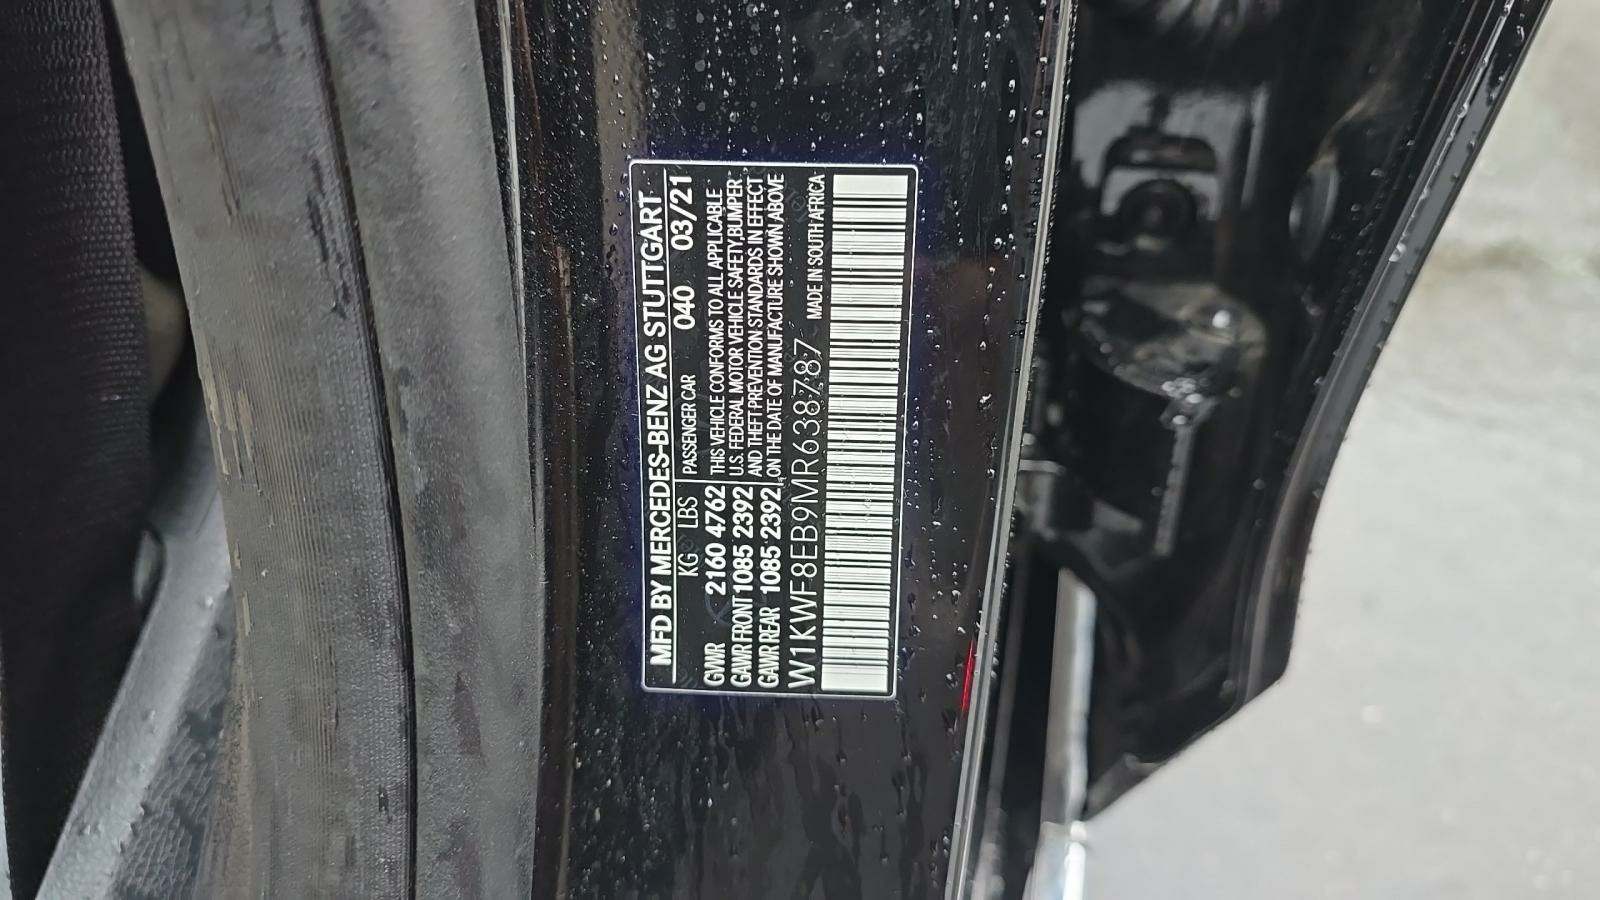 MFD BY MERCEDES-BENZ AG STUTTGART
KG LBS PASSENGER CAR 040 03/21
GVWR 2160 4762 THIS VEHICLE CONFORMS TO ALL APPLICABLE
GAWR FRONT 1085 2392 U.S. FEDERAL MOTOR VEHICLE SAFETY, BUMPER
GAWR REAR 1085 2392 AND THEFT PREVENTION STANDARDS IN EFFECT
ON THE DATE OF MANUFACTURE SHOWN ABOVE
W1KWF8EB9MR638787 MADE IN SOUTH AFRICA